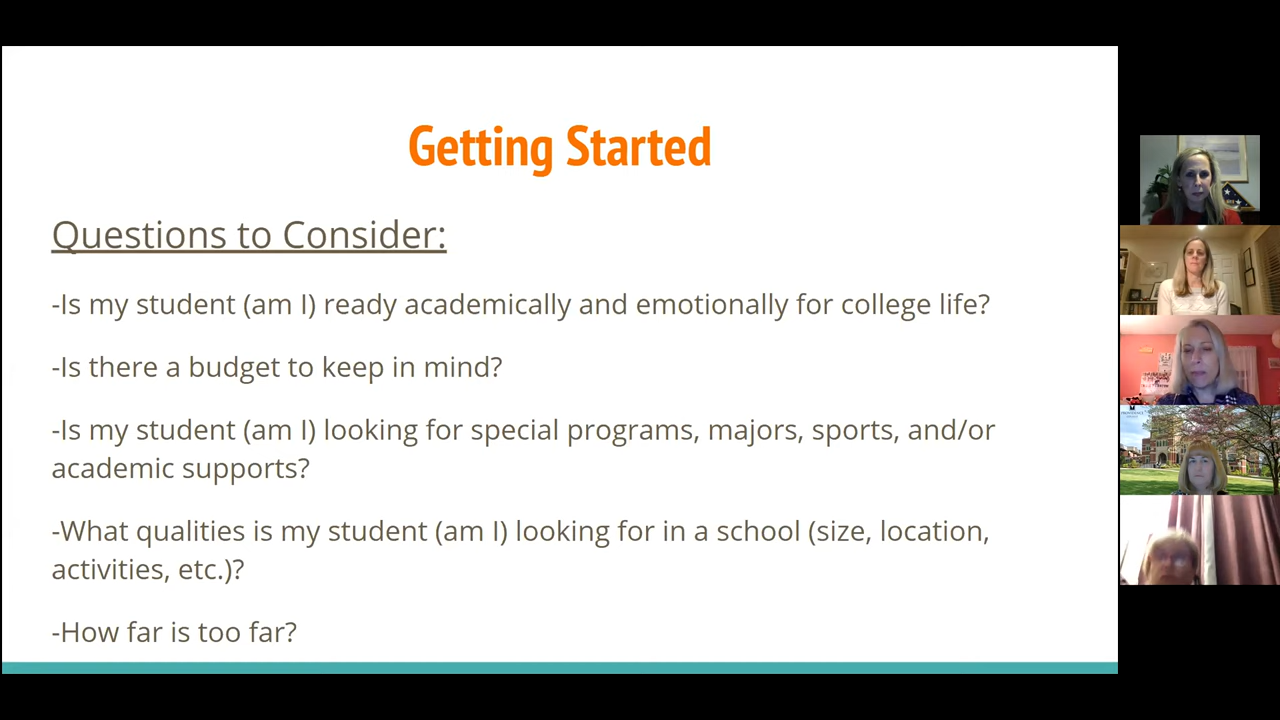 Getting Started
Questions to Consider:
-Is my student (am I) ready academically and emotionally for college life?
-Is there a budget to keep in mind?
-Is my student (am I) looking for special programs, majors, sports, and/or
academic supports?
-What qualities is my student (am I) looking for in a school (size, location,
activities, etc.)?
-How far is too far?